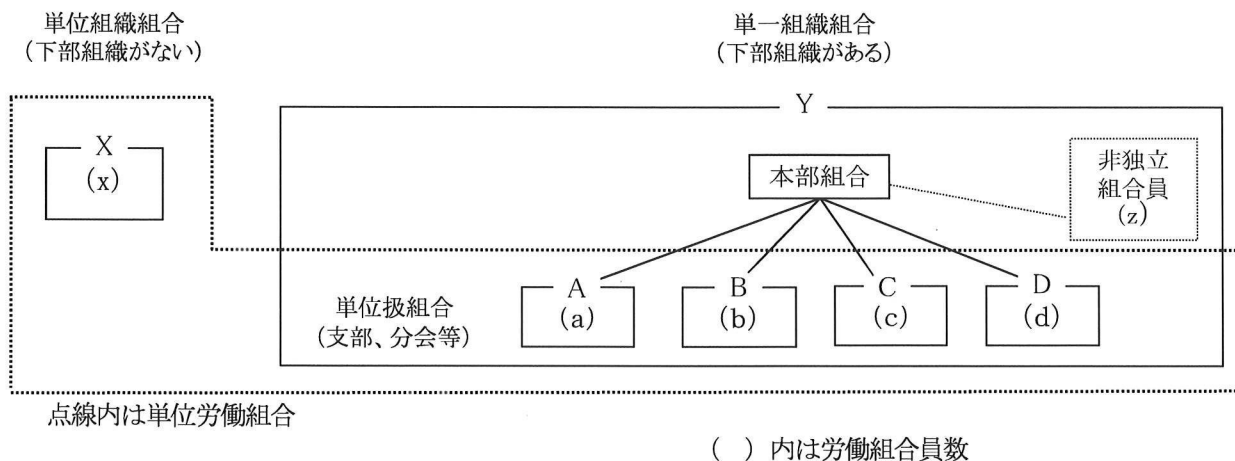 単位組織組合
（下部組織がない）
単一組織組合
（下部組織がある）
Y
X
(x)
本部組合
非独立
組合員
(z)
単位扱組合
（支部、分会等）
A
(a)
B
(b)
C
(c)
D
(d)
点線内は単位労働組合
（　）内は労働組合員数